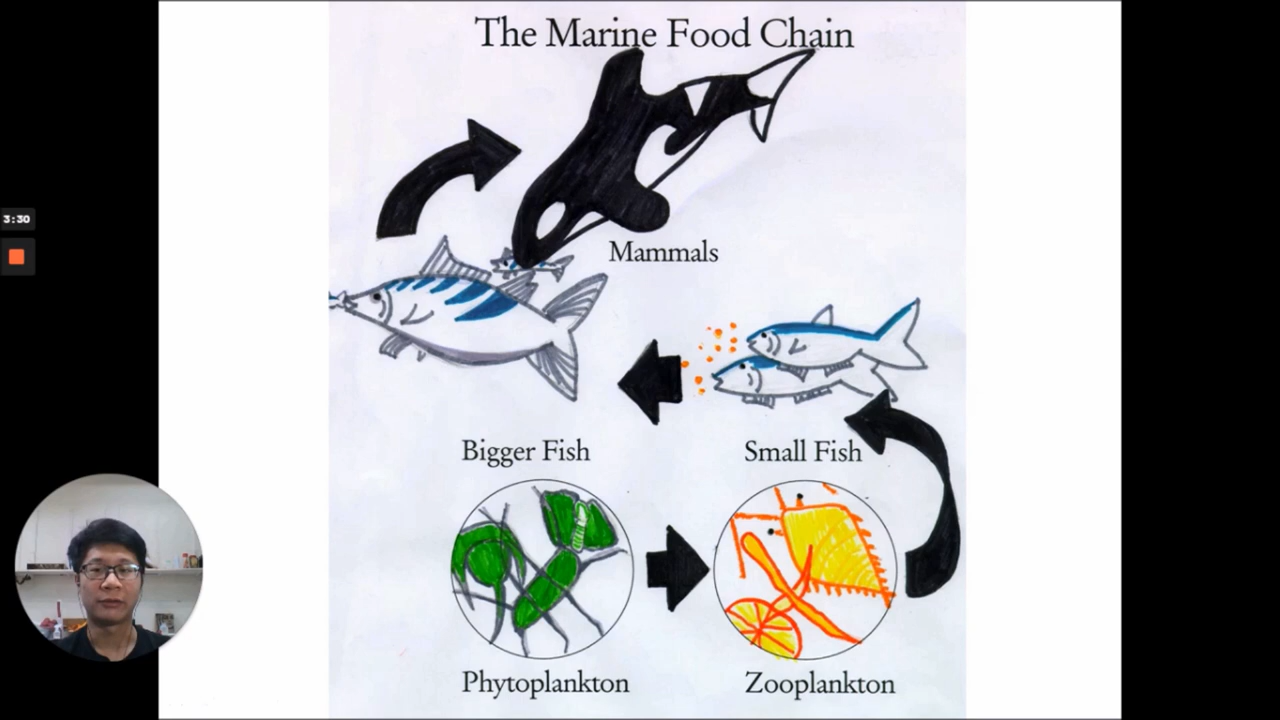 The Marine Food Chain
3:30
Mammals
Bigger Fish
Small Fish
Phytoplankton
Zooplankton